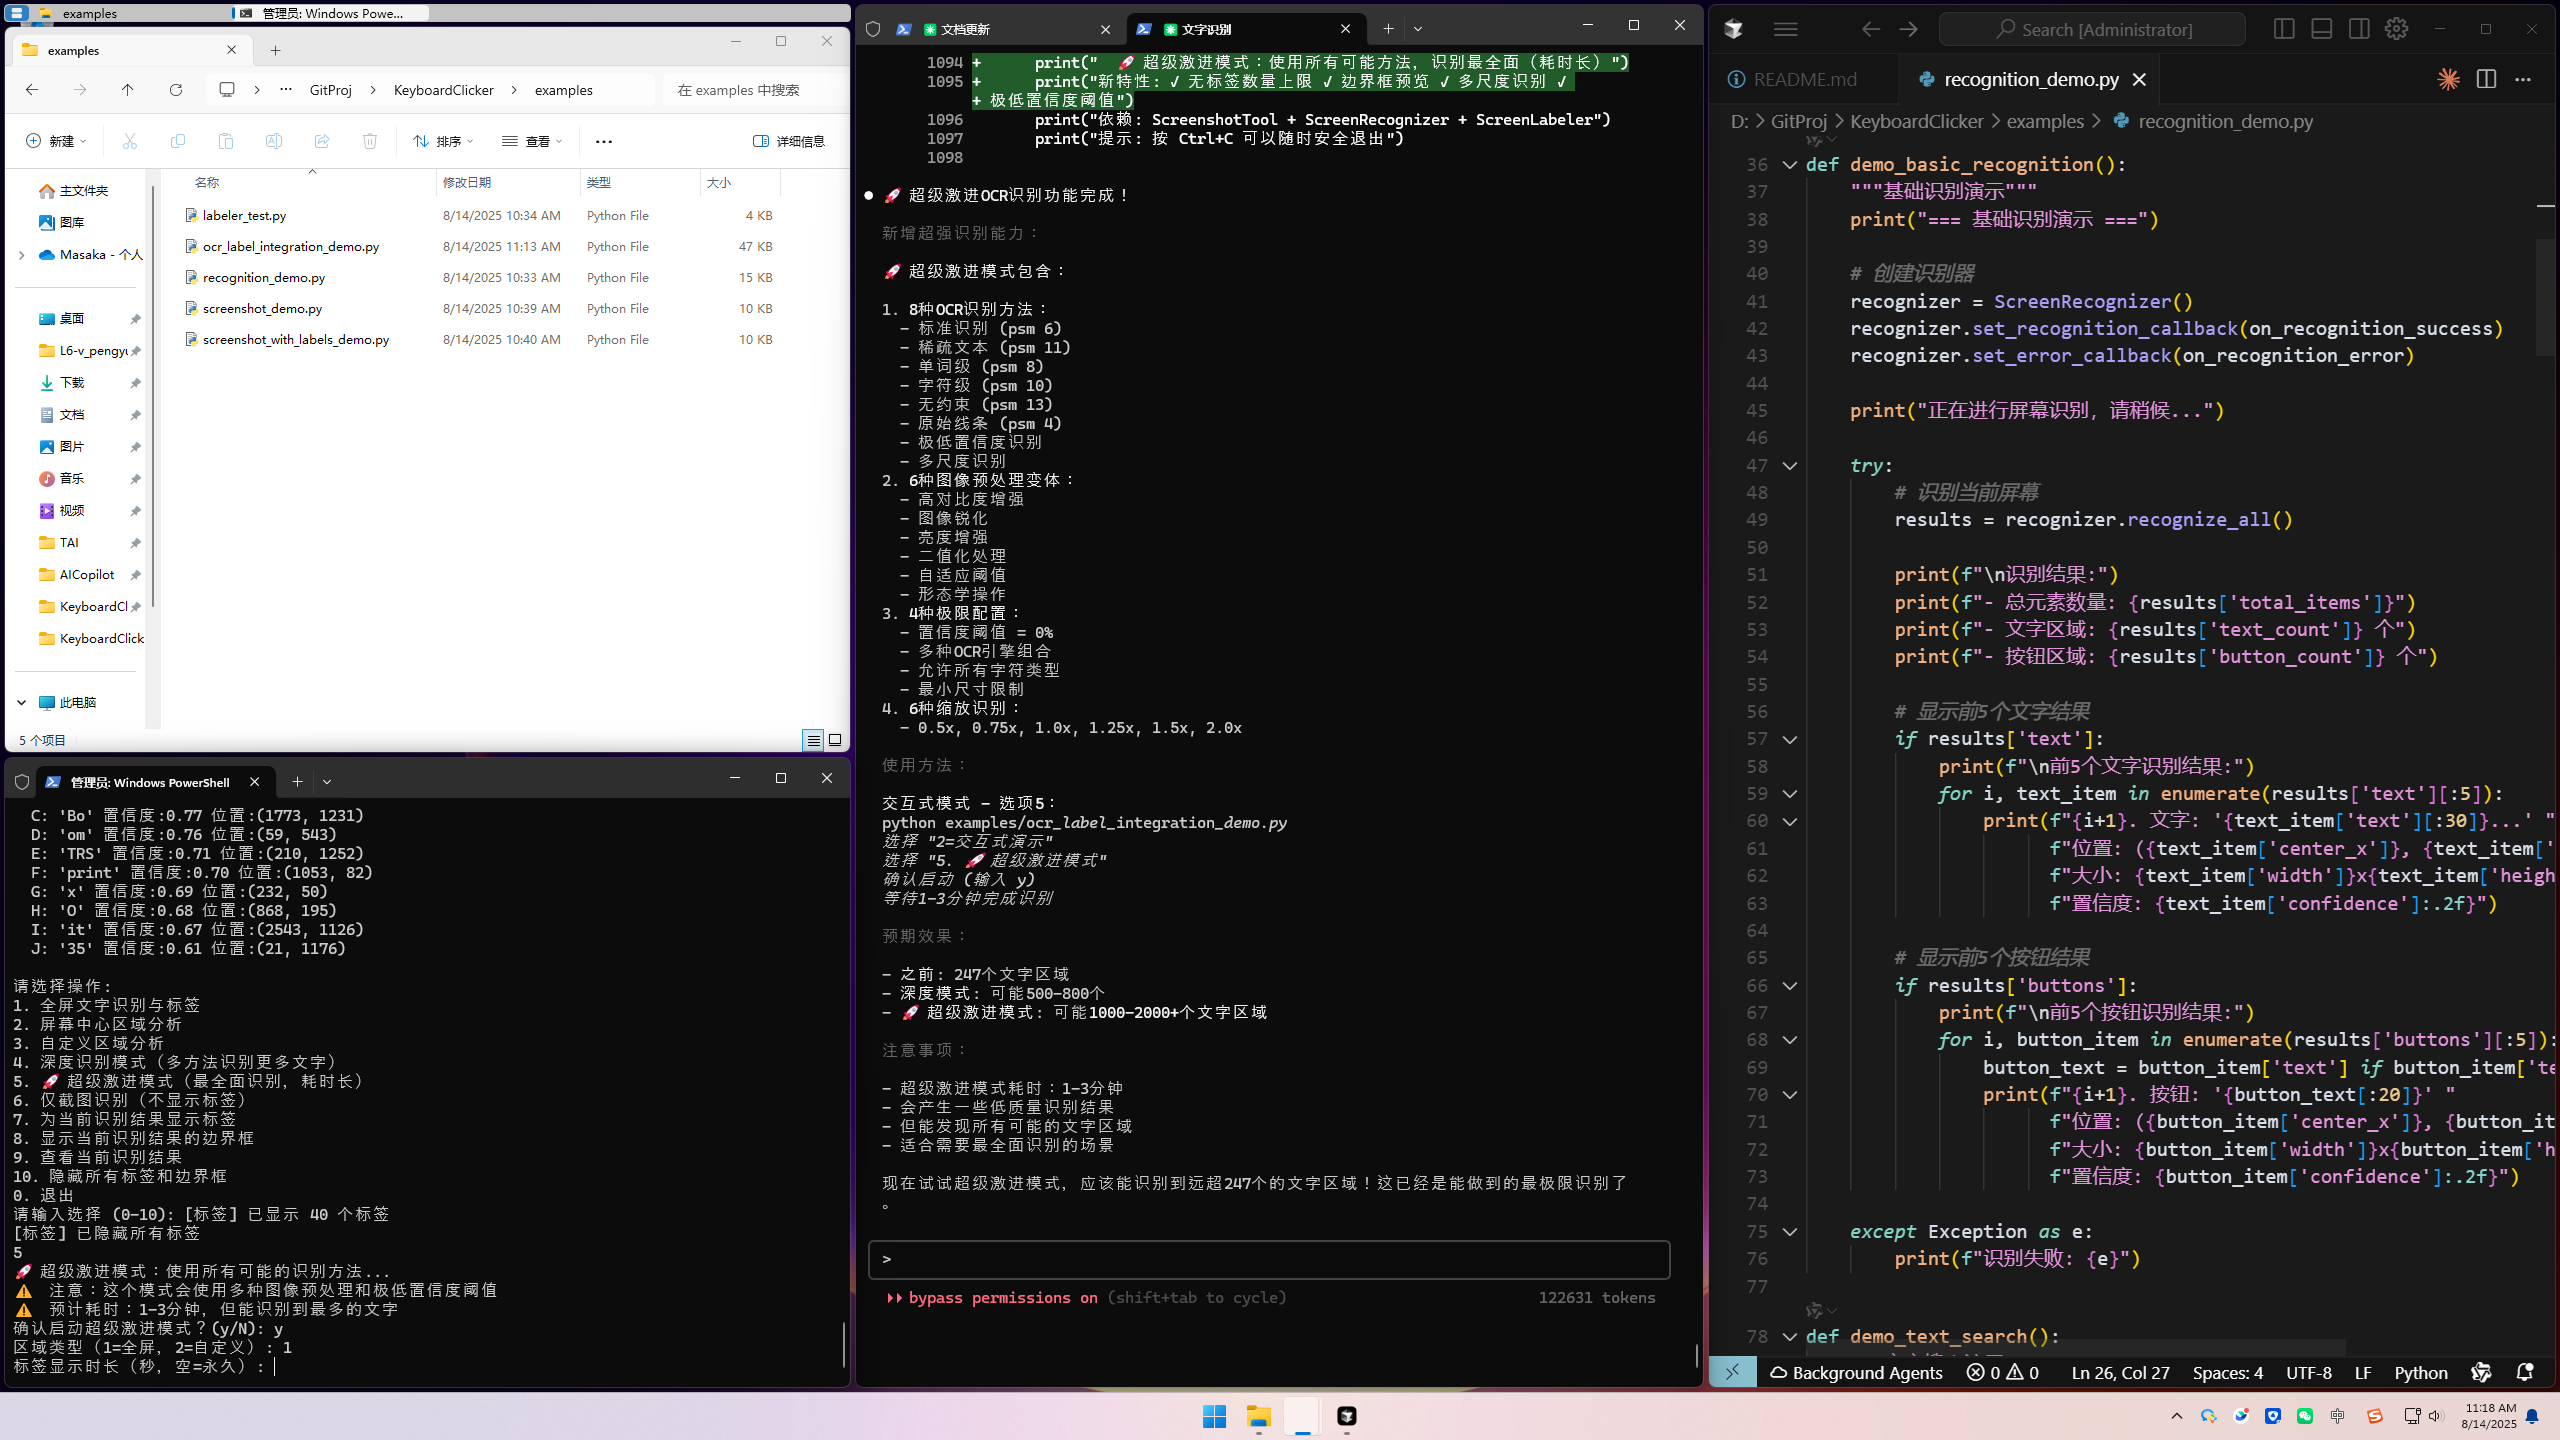 examples
管理员: Windows Powe...
examples
GitProj
KeyboardClicker
examples
在 examples 中搜索
新建
排序
查看
详细信息
名称 修改日期 类型 大小
主文件夹
图库
Masaka - 个人
桌面
L6-v_pengyu
下载
文档
图片
音乐
视频
TAI
AICopilot
KeyboardCl
KeyboardClick
此电脑
labeler_test.py 8/14/2025 10:34 AM Python File 4 KB
ocr_label_integration_demo.py 8/14/2025 11:13 AM Python File 47 KB
recognition_demo.py 8/14/2025 10:33 AM Python File 15 KB
screenshot_demo.py 8/14/2025 10:39 AM Python File 10 KB
screenshot_with_labels_demo.py 8/14/2025 10:40 AM Python File 10 KB
5 个项目
管理员: Windows PowerShell
C: 'Bo' 置信度:0.77 位置:(1773, 1231)
D: 'om' 置信度:0.76 位置:(59, 543)
E: 'TRS' 置信度:0.71 位置:(210, 1252)
F: 'print' 置信度:0.70 位置:(1053, 82)
G: 'x' 置信度:0.69 位置:(232, 50)
H: 'O' 置信度:0.68 位置:(868, 195)
I: 'it' 置信度:0.67 位置:(2543, 1126)
J: '35' 置信度:0.61 位置:(21, 1176)
请选择操作:
1. 全屏文字识别与标签
2. 屏幕中心区域分析
3. 自定义区域分析
4. 深度识别模式 (多方法识别更多文字)
5. 🚀 超级激进模式 (最全面识别, 耗时长)
6. 仅截图识别 (不显示标签)
7. 为当前识别结果显示标签
8. 显示当前识别结果的边界框
9. 查看当前识别结果
10. 隐藏所有标签和边界框
0. 退出
请输入选择 (0-10): [标签] 已显示 40 个标签
[标签] 已隐藏所有标签
5
🚀 超级激进模式：使用所有可能的识别方法...
⚠️ 注意：这个模式会使用多种图像预处理和极低置信度阈值
⚠️ 预计耗时：1-3分钟, 但能识别到最多的文字
确认启动超级激进模式？(y/N): y
区域类型 (1=全屏, 2=自定义) : 1
标签显示时长 (秒, 空=永久) :
文档更新
文字识别
1094 + print("  🚀 超级激进模式：使用所有可能方法, 识别最全面 (耗时长) ")
1095 + print("新特性: ✓ 无标签数量上限 ✓ 边界框预览 ✓ 多尺度识别 ✓
+ 极低置信度阈值")
1096 print("依赖: ScreenshotTool + ScreenRecognizer + ScreenLabeler")
1097 print("提示: 按 Ctrl+C 可以随时安全退出")
1098
● 🚀 超级激进OCR识别功能完成！
新增超强识别能力：
🚀 超级激进模式包含：
1. 8种OCR识别方法：
- 标准识别 (psm 6)
- 稀疏文本 (psm 11)
- 单词级 (psm 8)
- 字符级 (psm 10)
- 无约束 (psm 13)
- 原始线条 (psm 4)
- 极低置信度识别
- 多尺度识别
2. 6种图像预处理变体：
- 高对比度增强
- 图像锐化
- 亮度增强
- 二值化处理
- 自适应阈值
- 形态学操作
3. 4种极限配置：
- 置信度阈值 = 0%
- 多种OCR引擎组合
- 允许所有字符类型
- 最小尺寸限制
4. 6种缩放识别：
- 0.5x, 0.75x, 1.0x, 1.25x, 1.5x, 2.0x
使用方法：
交互式模式 - 选项5：
python examples/ocr_label_integration_demo.py
选择 "2=交互式演示"
选择 "5. 🚀 超级激进模式"
确认启动 (输入 y)
等待1-3分钟完成识别
预期效果：
- 之前: 247个文字区域
- 深度模式: 可能500-800个
- 🚀 超级激进模式: 可能1000-2000+个文字区域
注意事项：
- 超级激进模式耗时：1-3分钟
- 会产生一些低质量识别结果
- 但能发现所有可能的文字区域
- 适合需要最全面识别的场景
现在试试超级激进模式, 应该能识别到远超247个的文字区域！这已经是能做到的最极限识别了
。
>
bypass permissions on (shift+tab to cycle) 122631 tokens
Search [Administrator]
README.md
recognition_demo.py
D: > GitProj > KeyboardClicker > examples > recognition_demo.py
36 def demo_basic_recognition():
37 """基础识别演示"""
38 print("=== 基础识别演示 ===")
39
40 # 创建识别器
41 recognizer = ScreenRecognizer()
42 recognizer.set_recognition_callback(on_recognition_success)
43 recognizer.set_error_callback(on_recognition_error)
44
45 print("正在进行屏幕识别, 请稍候...")
46
47 try:
48 # 识别当前屏幕
49 results = recognizer.recognize_all()
50
51 print(f"\n识别结果:")
52 print(f"- 总元素数量: {results['total_items']}")
53 print(f"- 文字区域: {results['text_count']} 个")
54 print(f"- 按钮区域: {results['button_count']} 个")
55
56 # 显示前5个文字结果
57 if results['text']:
58 print(f"\n前5个文字识别结果:")
59 for i, text_item in enumerate(results['text'][:5]):
60 print(f"{i+1}. 文字: '{text_item['text'][:30]}...' "
61 f"位置: ({text_item['center_x']}, {text_item['
62 f"大小: {text_item['width']}x{text_item['heigh
63 f"置信度: {text_item['confidence']:.2f}")
64
65 # 显示前5个按钮结果
66 if results['buttons']:
67 print(f"\n前5个按钮识别结果:")
68 for i, button_item in enumerate(results['buttons'][:5]):
69 button_text = button_item['text'] if button_item['te
70 print(f"{i+1}. 按钮: '{button_text[:20]}' "
71 f"位置: ({button_item['center_x']}, {button_it
72 f"大小: {button_item['width']}x{button_item['h
73 f"置信度: {button_item['confidence']:.2f}")
74
75 except Exception as e:
76 print(f"识别失败: {e}")
77
78 def demo_text_search():
Background Agents 0 0 Ln 26, Col 27 Spaces: 4 UTF-8 LF Python
中
11:18 AM
8/14/2025